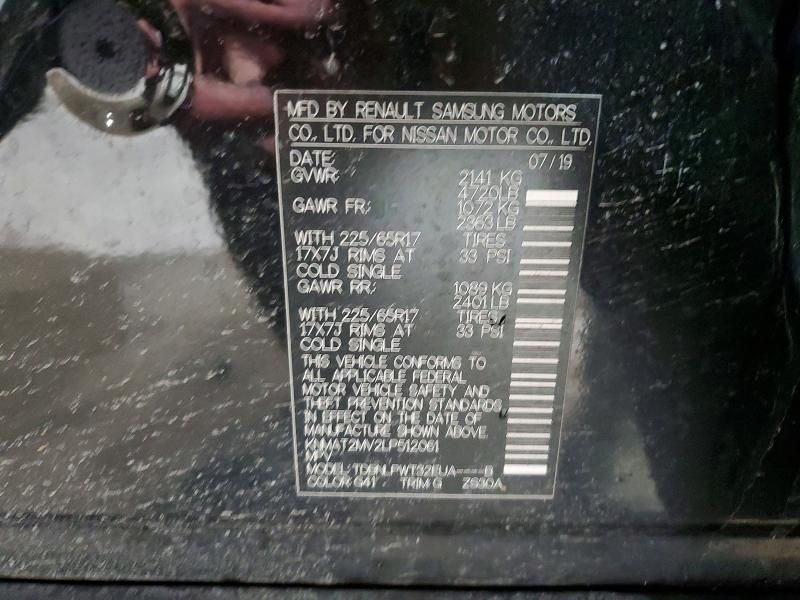 MFD BY RENAULT SAMSUNG MOTORS
CO., LTD. FOR NISSAN MOTOR CO., LTD.
DATE: 07/19
GVWR: 2141 KG
4720LB
GAWR FR: 1072 KG
2363 LB
WITH 225/65R17 TIRES
17X7J RIMS AT 33 PSI
COLD SINGLE
GAWR RR: 1089 KG
2401 LB
WITH 225/65R17 TIRES
17X7J RIMS AT 33 PSI
COLD SINGLE
THIS VEHICLE CONFORMS TO
ALL APPLICABLE FEDERAL
MOTOR VEHICLE SAFETY AND
THEFT PREVENTION STANDARDS
IN EFFECT ON THE DATE OF
MANUFACTURE SHOWN ABOVE.
KNMAT2MV2LP512061
MPV
MODEL:
COLOR G41 TRIM G